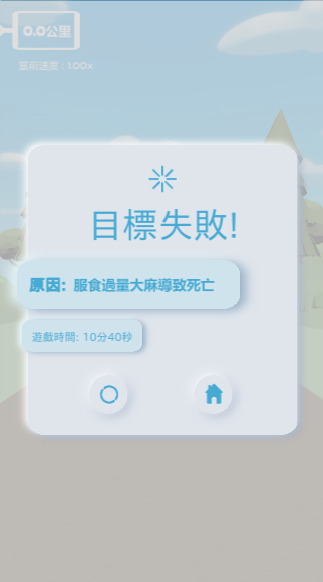 0.0公里
當前速度 : 1.00x
目標失敗!
原因: 服食過量大麻導致死亡
遊戲時間: 10分40秒